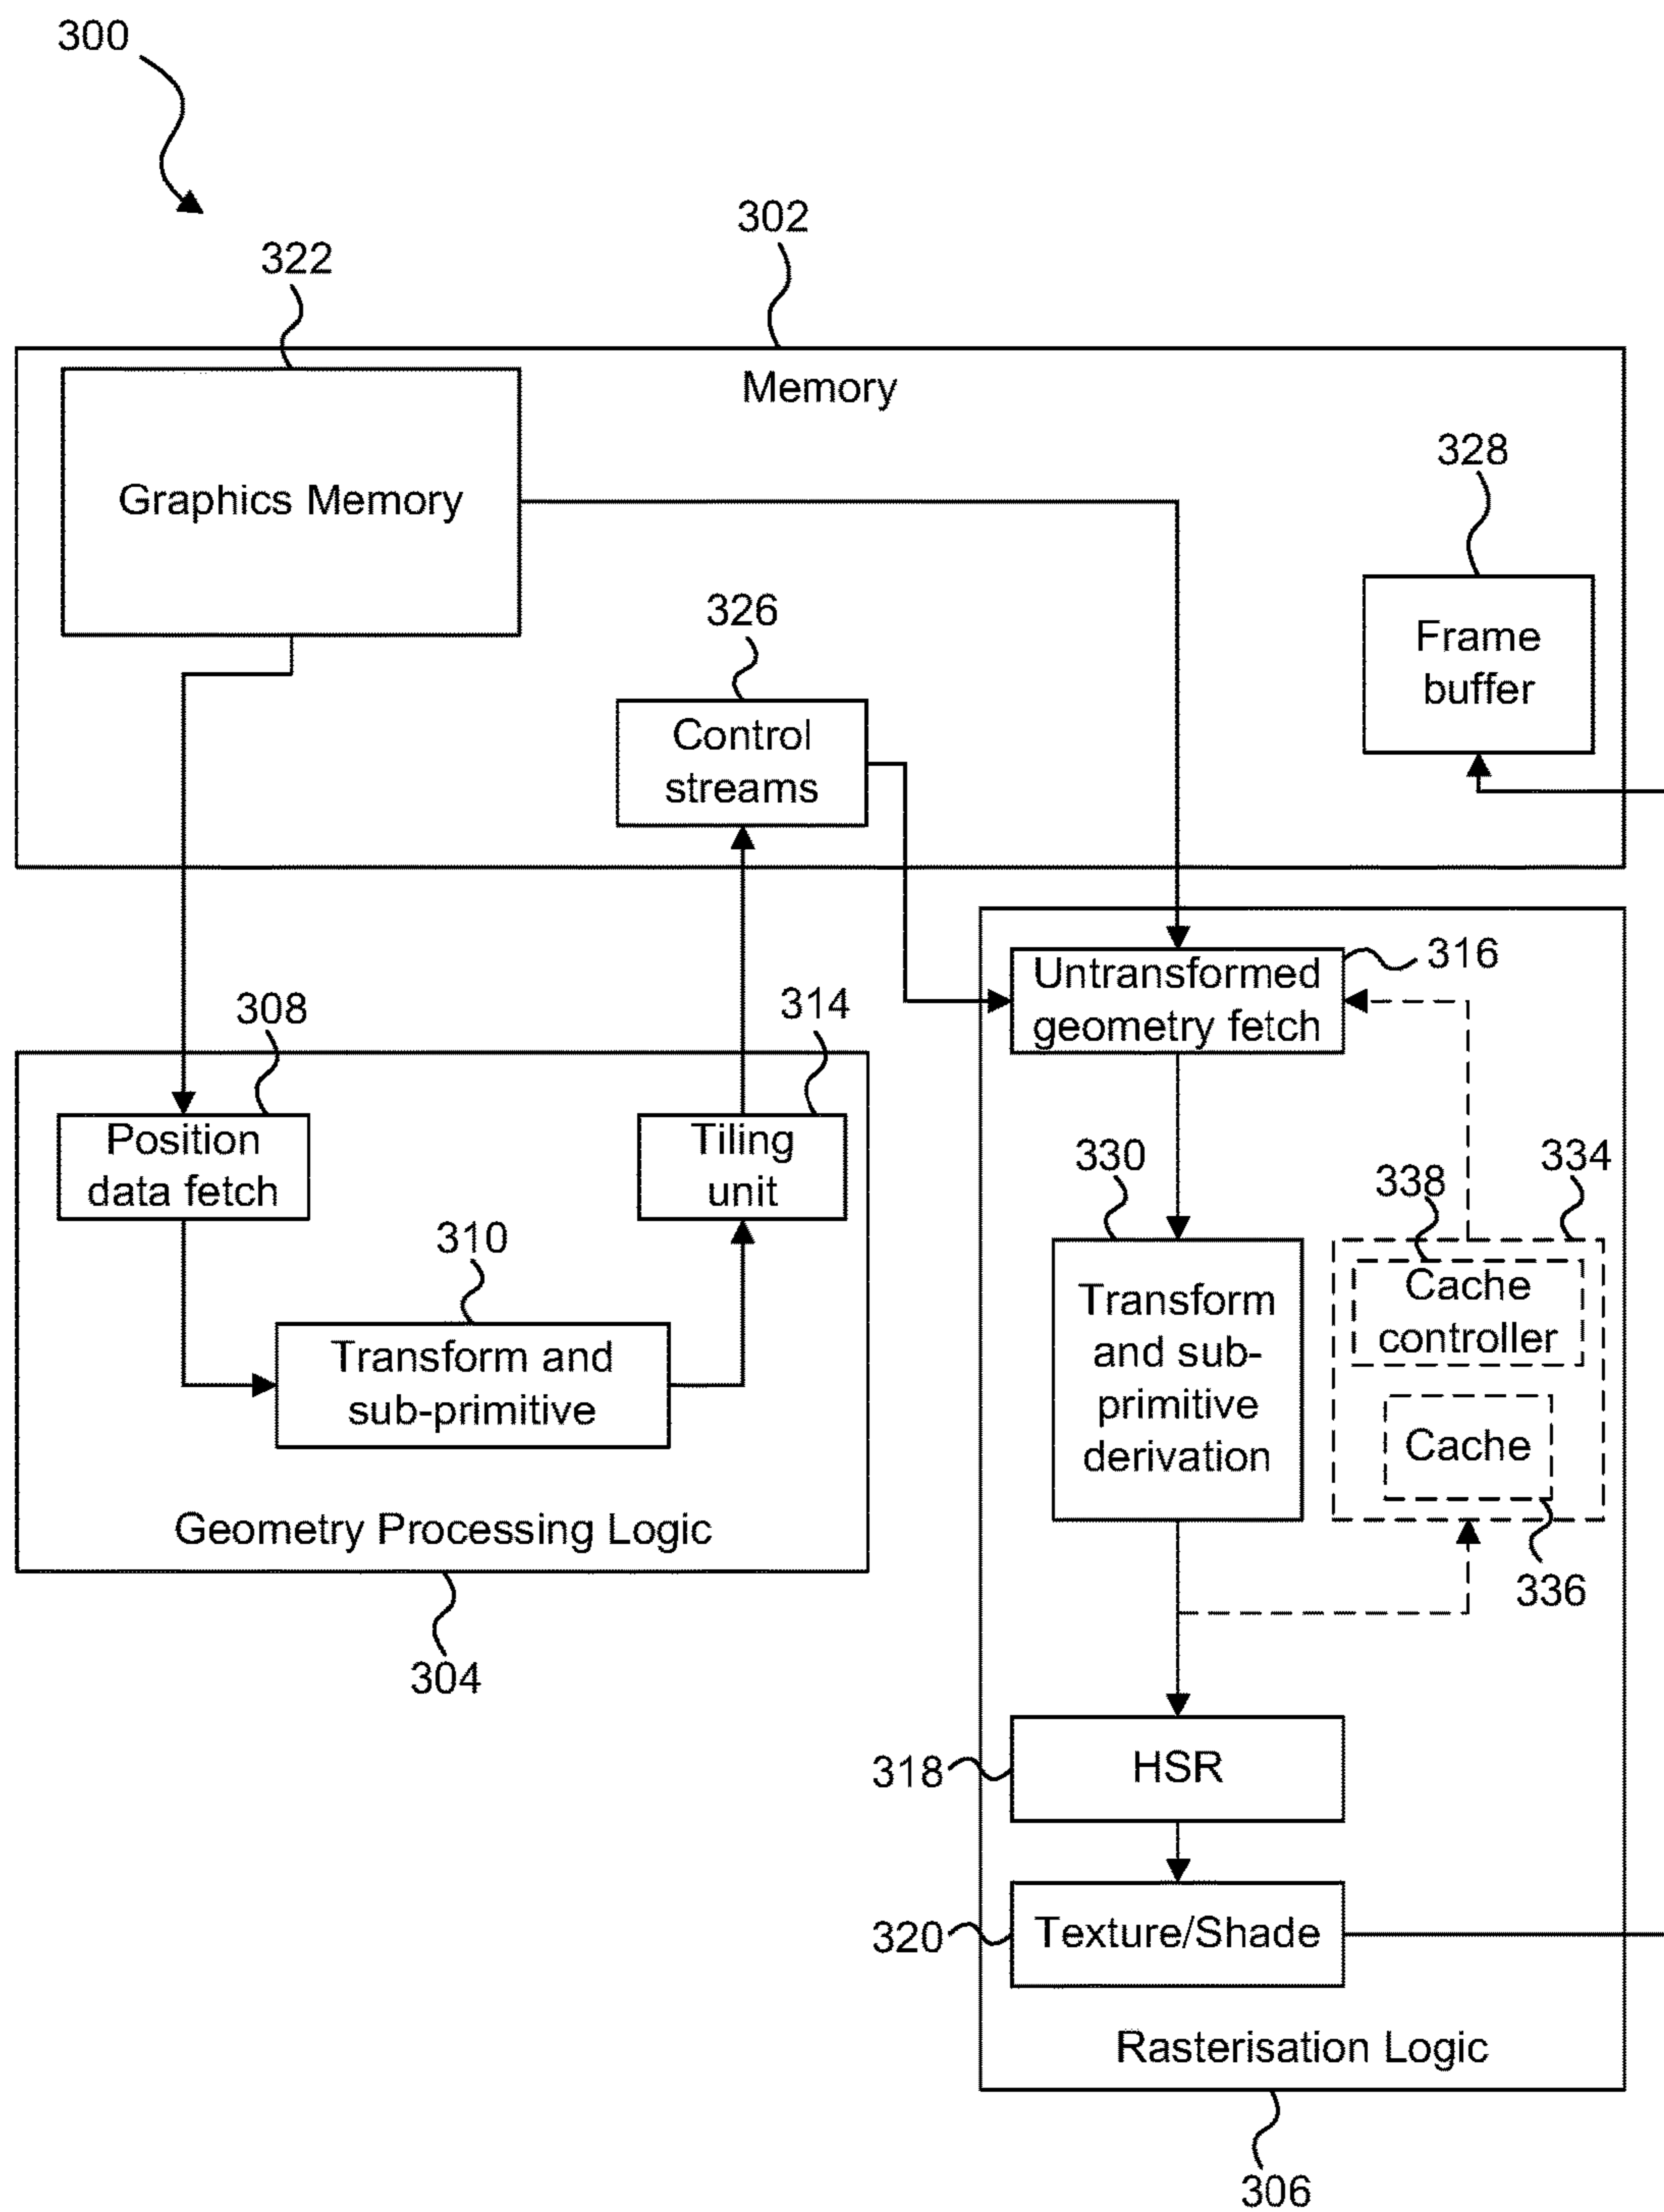 300
302
322
Memory
328
Graphics Memory
326
Frame
buffer
Control
streams
316
Untransformed
geometry fetch
308
314
Position
data fetch
Tiling
unit
330
338
334
310
Cache
controller
Transform
and sub-
primitive
derivation
Transform and
sub-primitive
Cache
Geometry Processing Logic
336
304
318
HSR
320
Texture/Shade
Rasterisation Logic
306